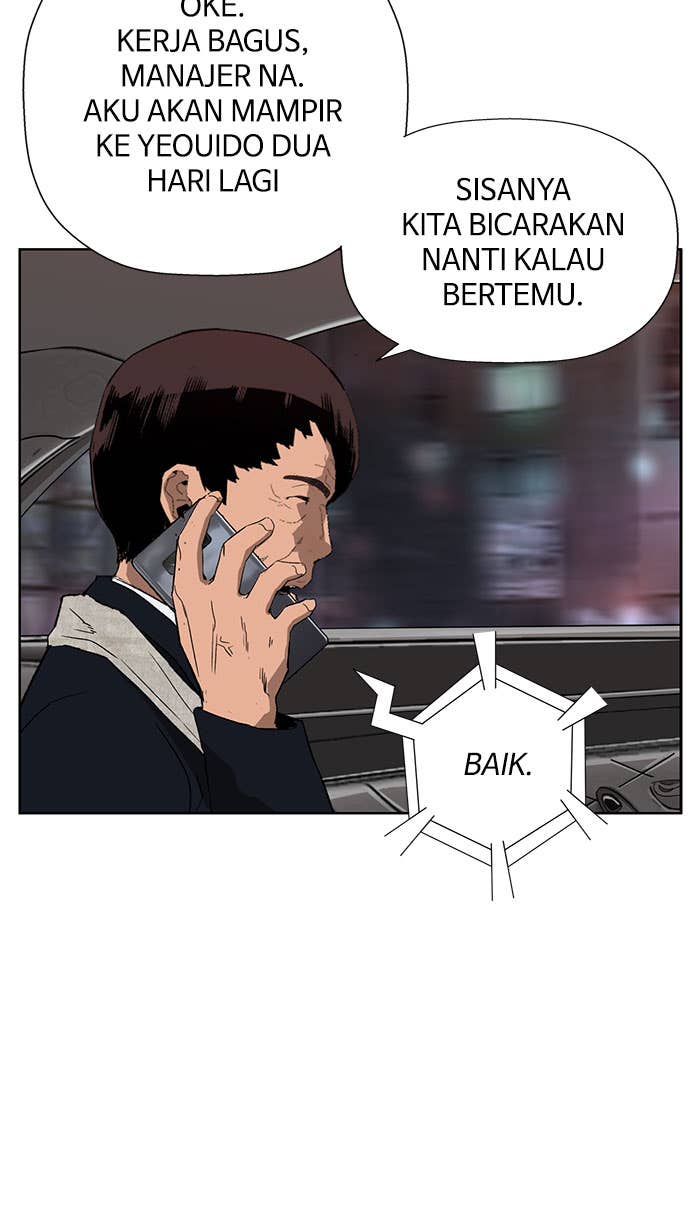 OKE.
KERJA BAGUS,
MANAJER NA.
AKU AKAN MAMPIR
KE YEOUIDO DUA
HARI LAGI
SISANYA
KITA BICARAKAN
NANTI KALAU
BERTEMU.
BAIK.